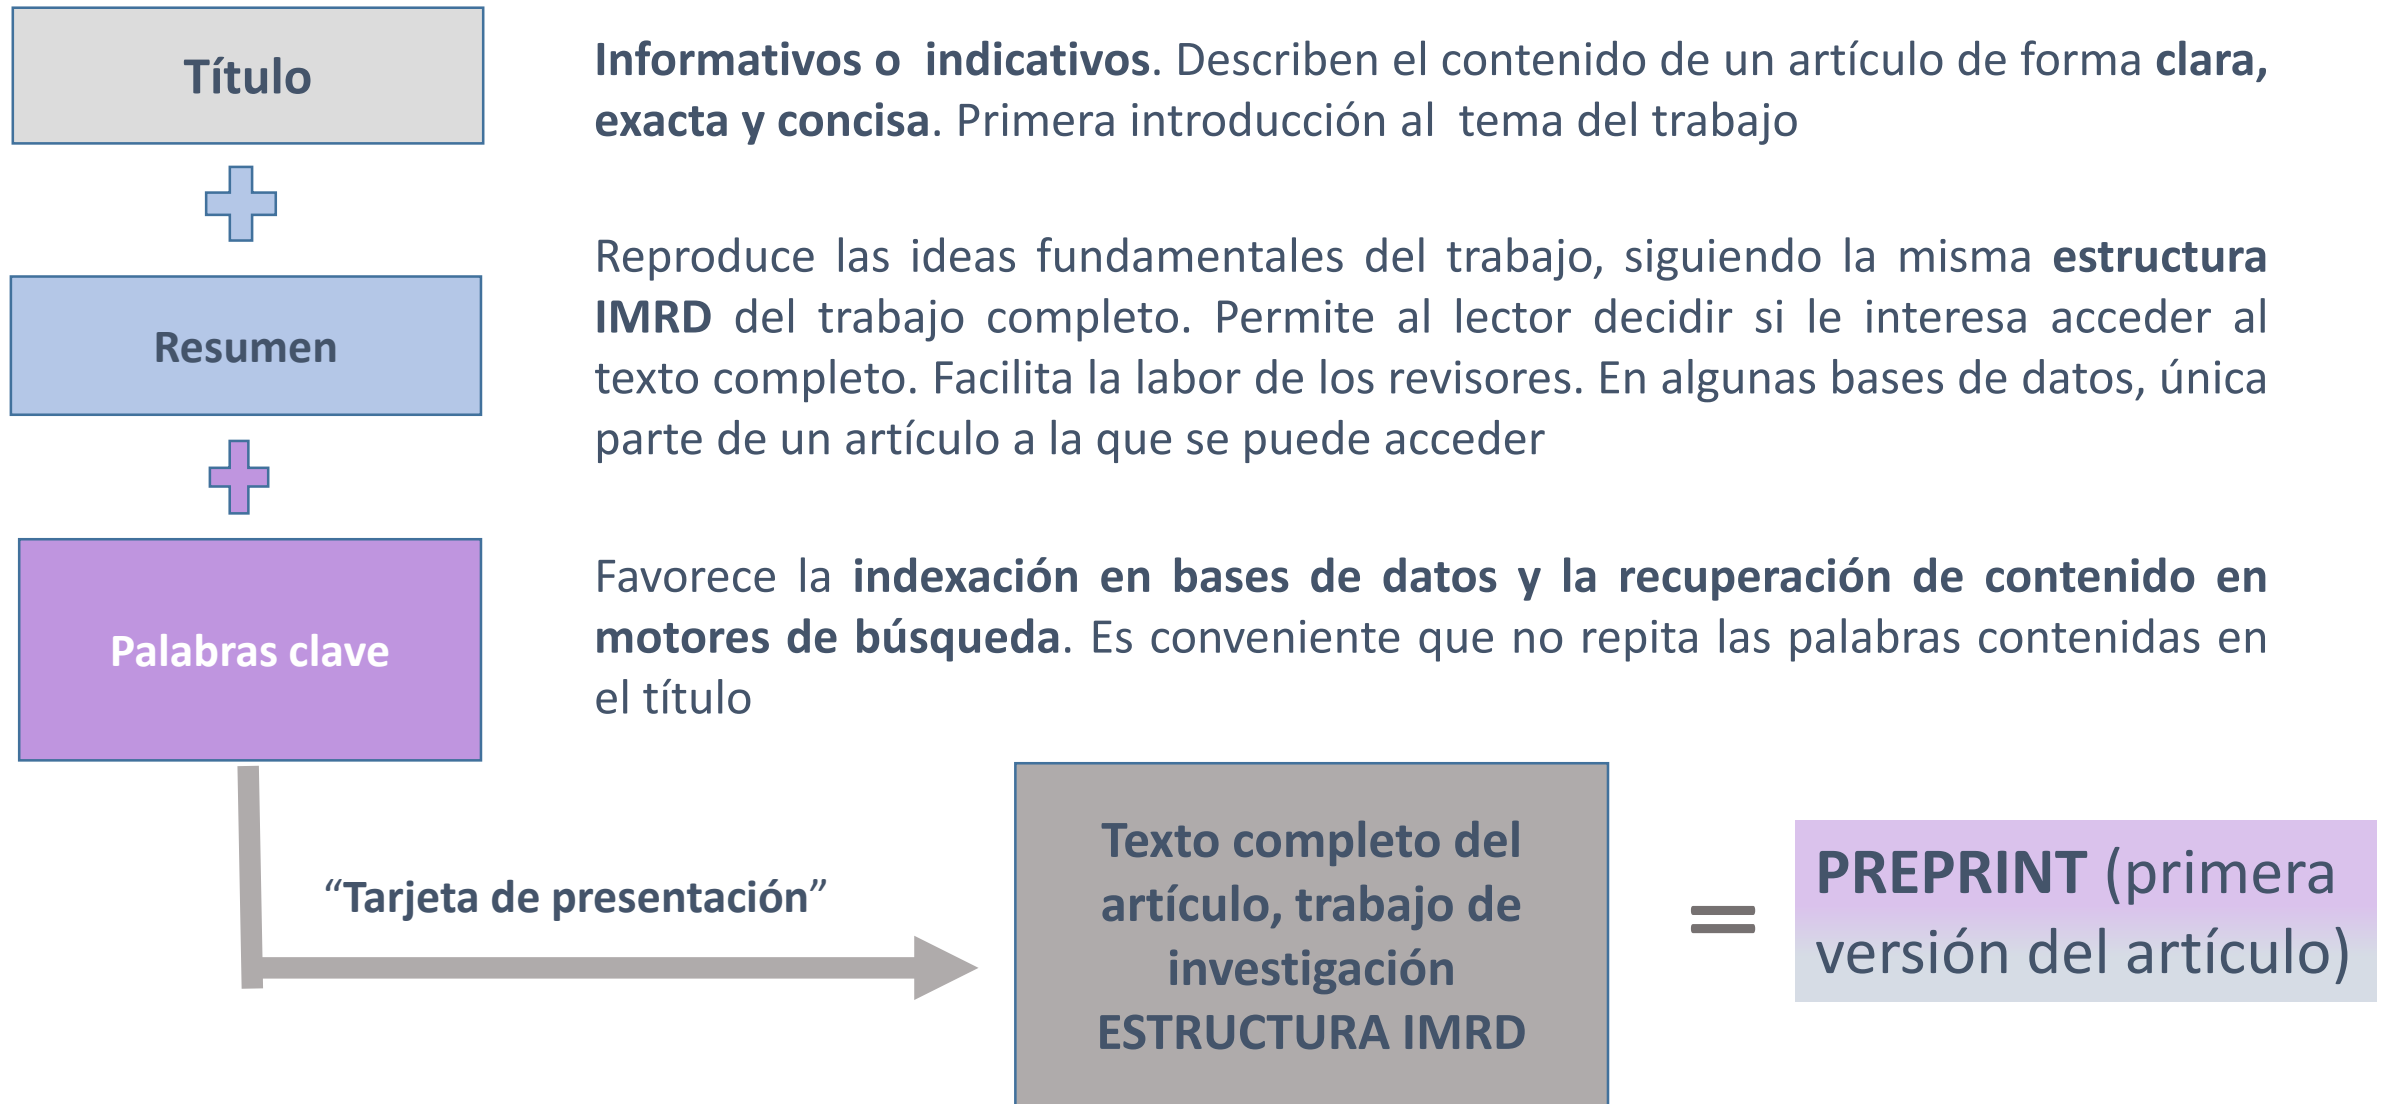 Título
Informativos o indicativos. Describen el contenido de un artículo de forma clara,
exacta y concisa. Primera introducción al tema del trabajo
Resumen
Reproduce las ideas fundamentales del trabajo, siguiendo la misma estructura
IMRD del trabajo completo. Permite al lector decidir si le interesa acceder al
texto completo. Facilita la labor de los revisores. En algunas bases de datos, única
parte de un artículo a la que se puede acceder
Palabras clave
Favorece la indexación en bases de datos y la recuperación de contenido en
motores de búsqueda. Es conveniente que no repita las palabras contenidas en
el título
“Tarjeta de presentación”
Texto completo del
artículo, trabajo de
investigación
ESTRUCTURA IMRD
=
PREPRINT (primera
versión del artículo)